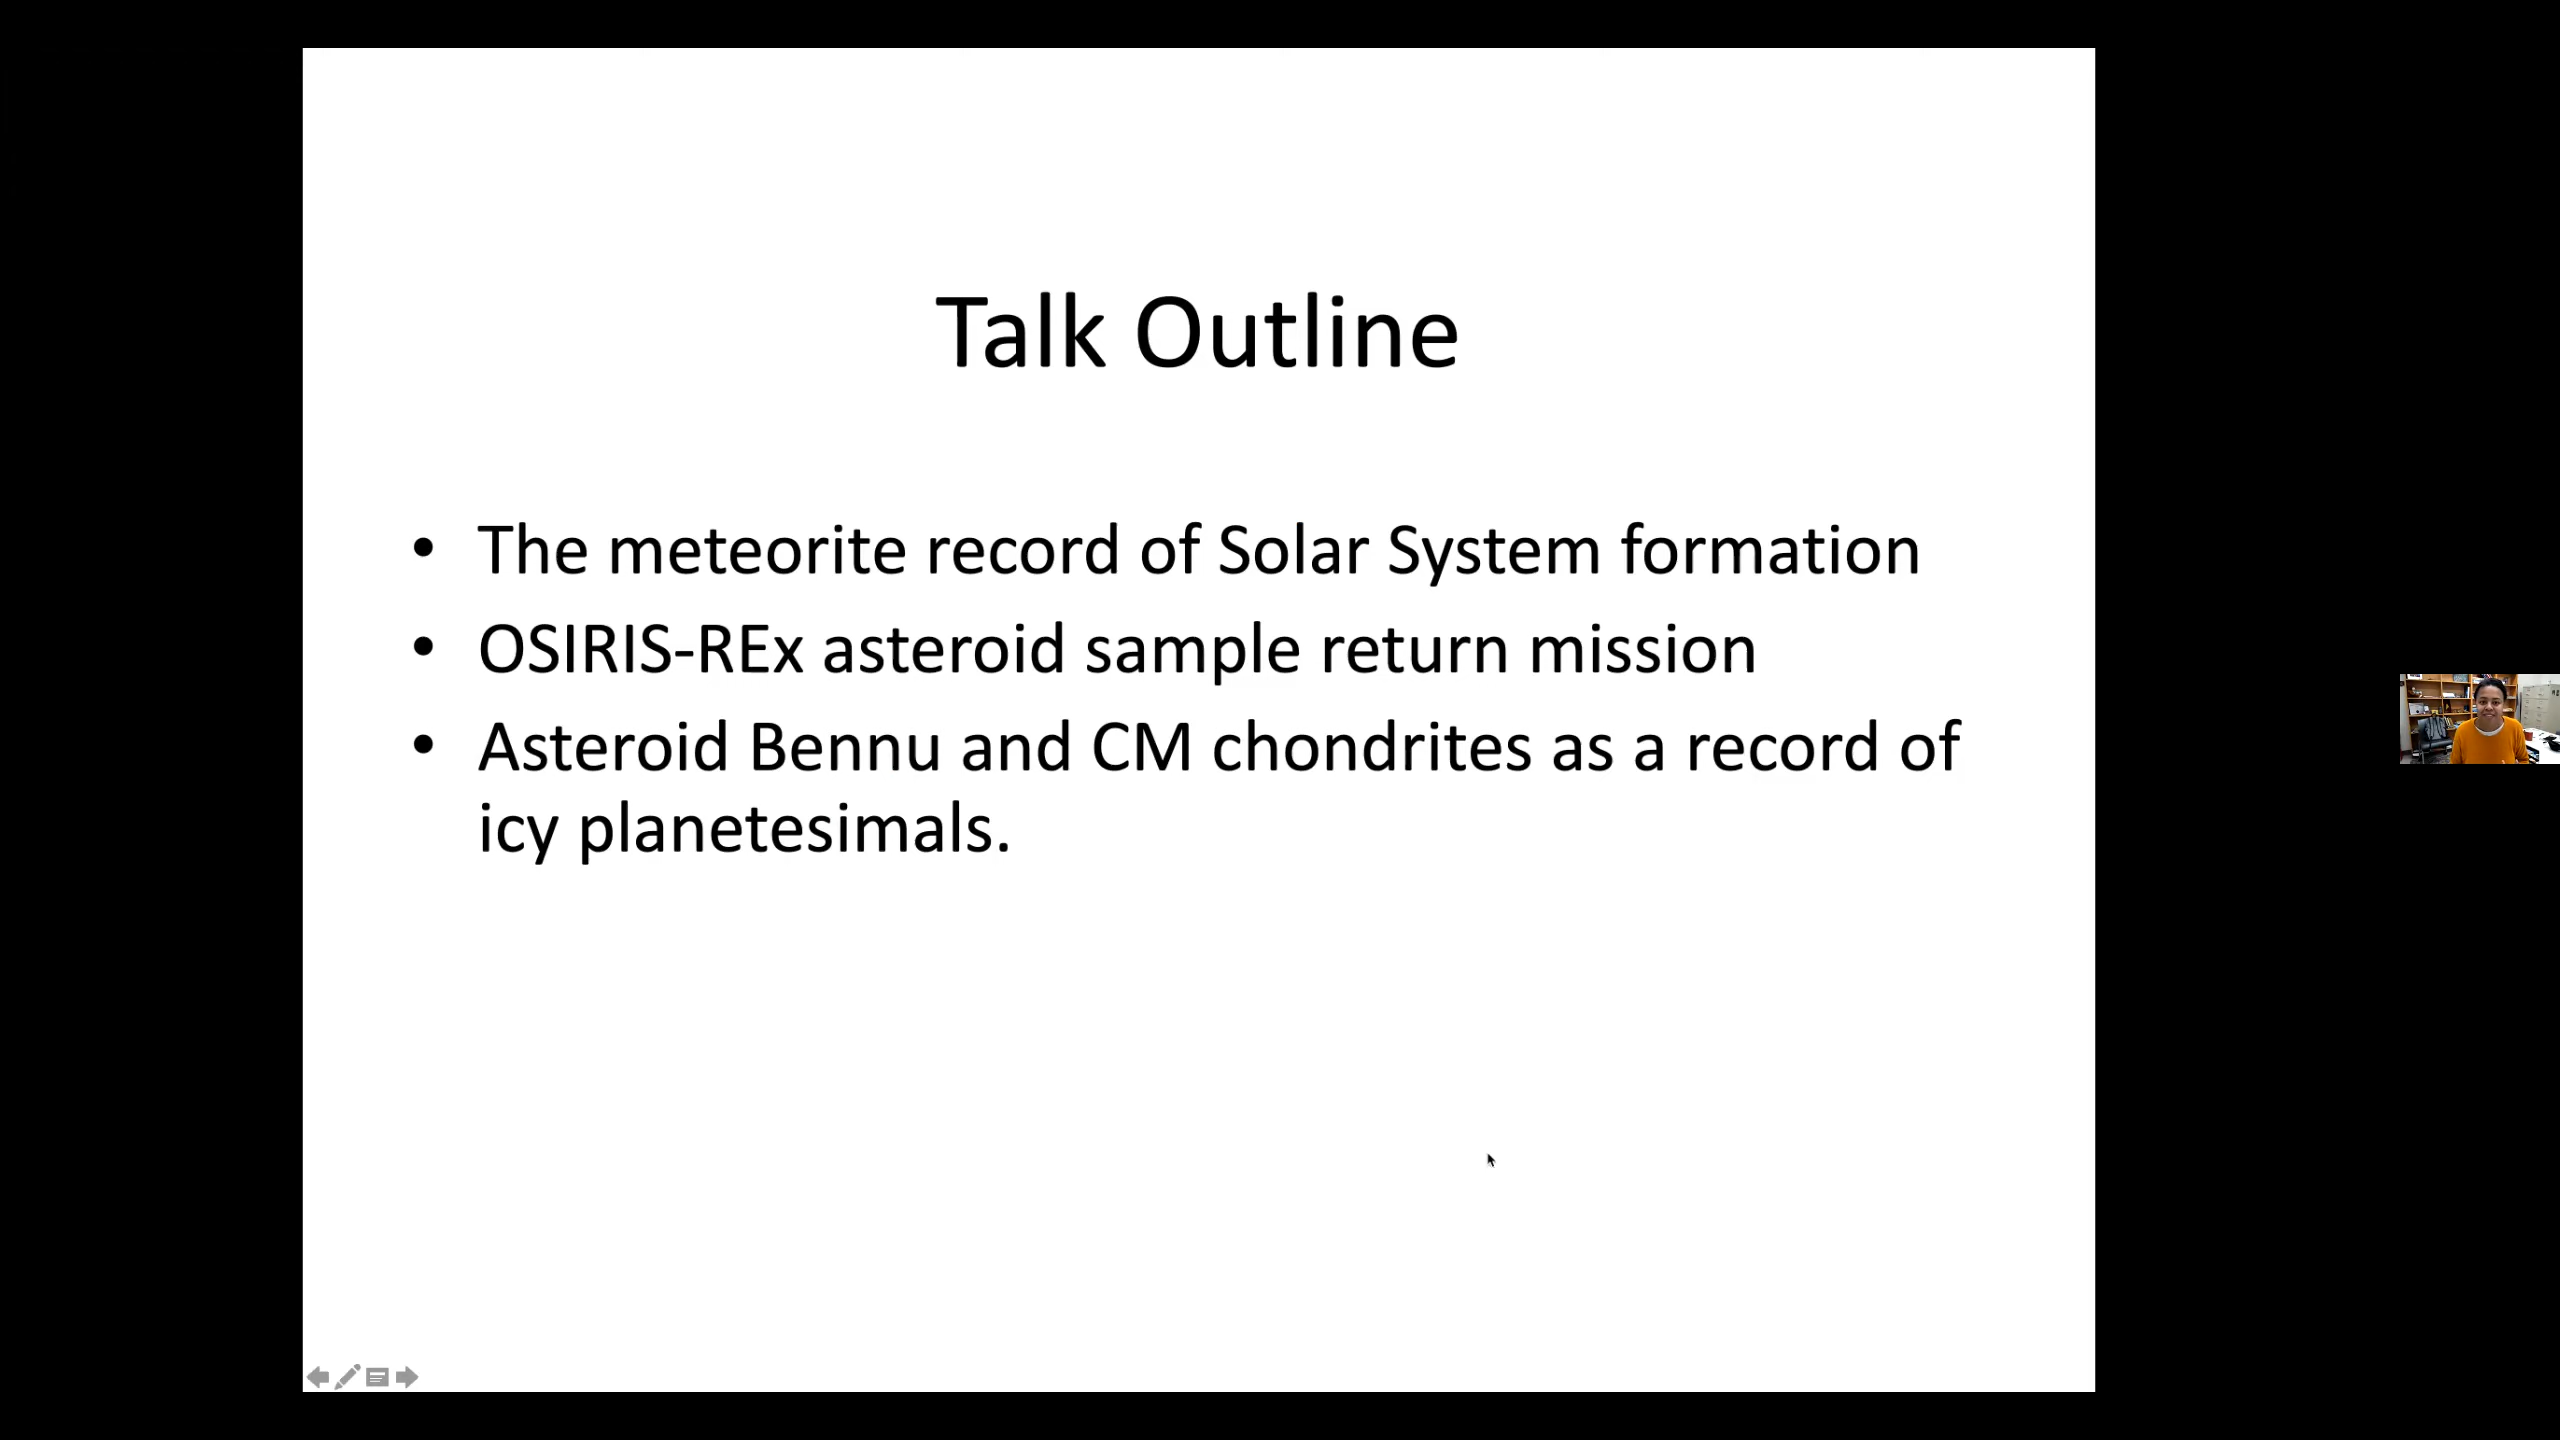 Talk Outline
• The meteorite record of Solar System formation
• OSIRIS-REx asteroid sample return mission
• Asteroid Bennu and CM chondrites as a record of
icy planetesimals.